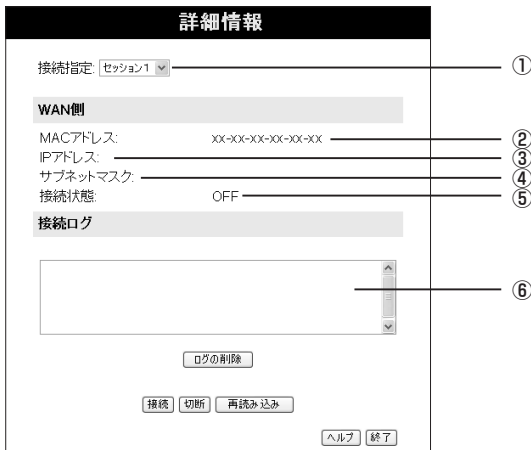 詳細情報
接続指定: セッション1 ①
WAN側
MACアドレス: xx-xx-xx-xx-xx-xx ②
IPアドレス: ③
サブネットマスク: ④
接続状態: OFF ⑤
接続ログ
⑥
ログの削除
接続 切断 再読み込み
ヘルプ 終了